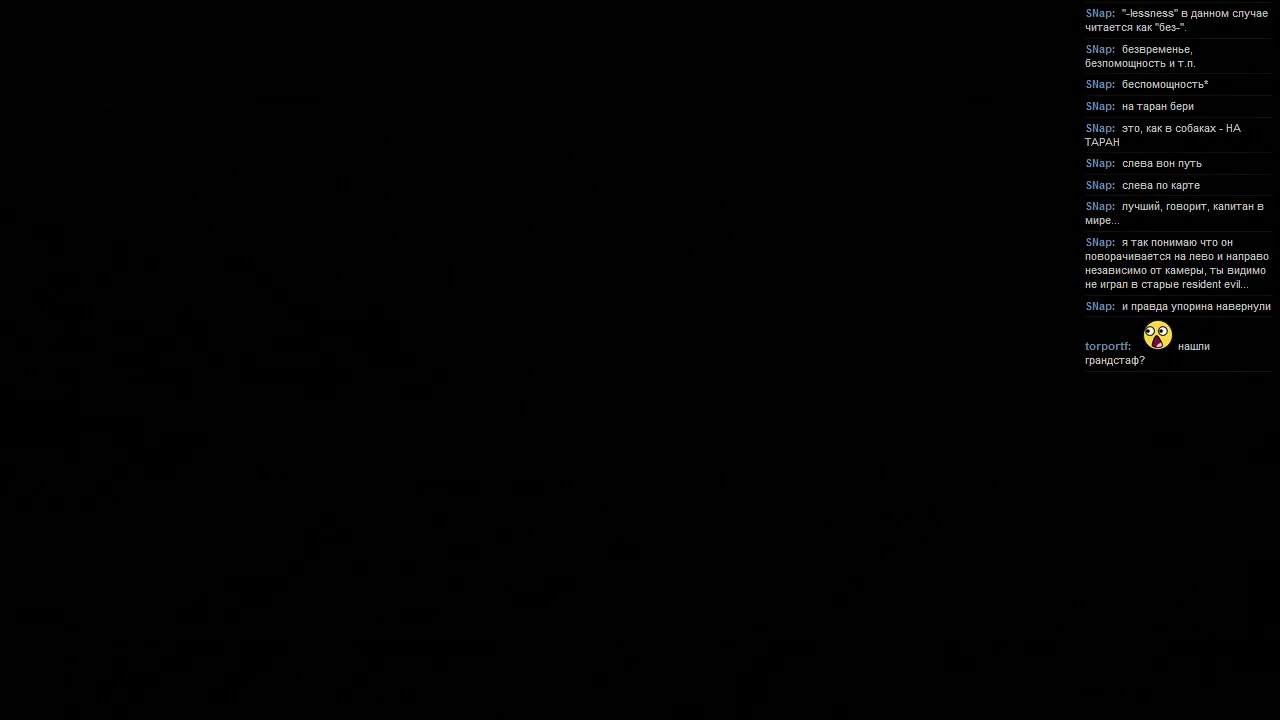 SNap: "-lessness" в данном случае
читается как "без-".
SNap: безвременье,
безпомощность и т.п.
SNap: беспомощность*
SNap: на таран бери
SNap: это, как в собаках - НА
ТАРАН
SNap: слева вон путь
SNap: слева по карте
SNap: лучший, говорит, капитан в
мире...
SNap: я так понимаю что он
поворачивается на лево и направо
независимо от камеры, ты видимо
не играл в старые resident evil...
SNap: и правда упорина навернули
torportf: нашли
грандстаф?